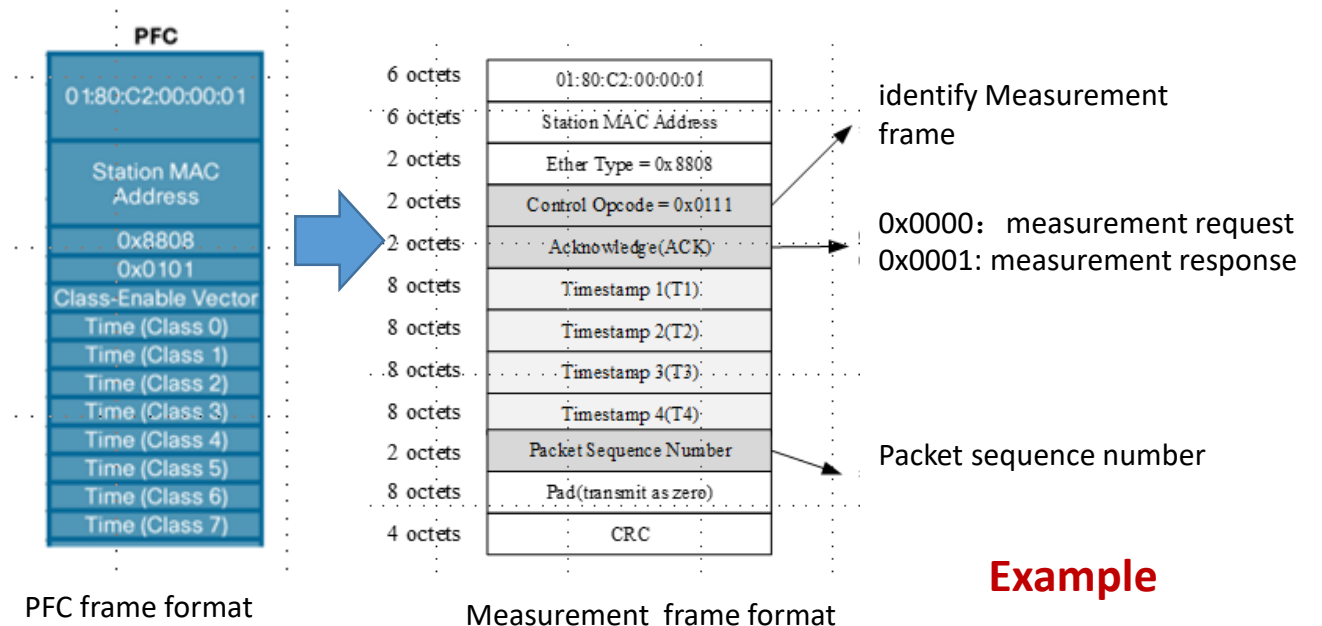 PFC
01:80:C2:00:00:01
Station MAC
Address
0x8808
0x0101
Class-Enable Vector
Time (Class 0)
Time (Class 1)
Time (Class 2)
Time (Class 3)
Time (Class 4)
Time (Class 5)
Time (Class 6)
Time (Class 7)
PFC frame format
6 octets 01:80:C2:00:00:01
6 octets Station MAC Address
2 octets Ether Type = 0x8808
2 octets Control Opcode = 0x0111
2 octets Acknowledge(ACK)
8 octets Timestamp 1(T1)
8 octets Timestamp 2(T2)
8 octets Timestamp 3(T3)
8 octets Timestamp 4(T4)
2 octets Packet Sequence Number
8 octets Pad(transmit as zero)
4 octets CRC
Measurement frame format
identify Measurement
frame
0x0000： measurement request
0x0001: measurement response
Packet sequence number
Example